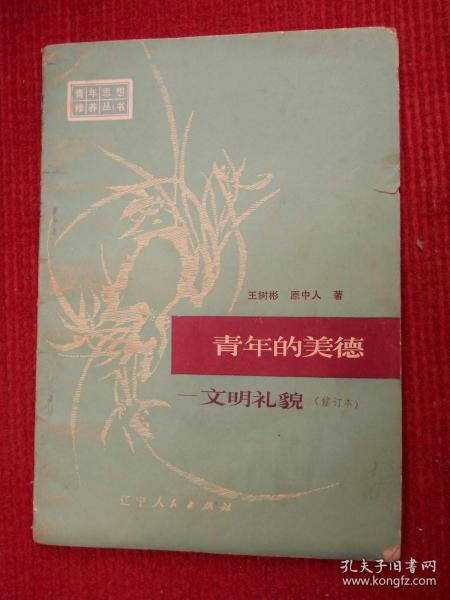 青年思想
修养丛书
王树彬 原中人 著
青年的美德
—文明礼貌（修订本）
辽宁人民出版社
孔夫子旧书网
www.kongfz.com